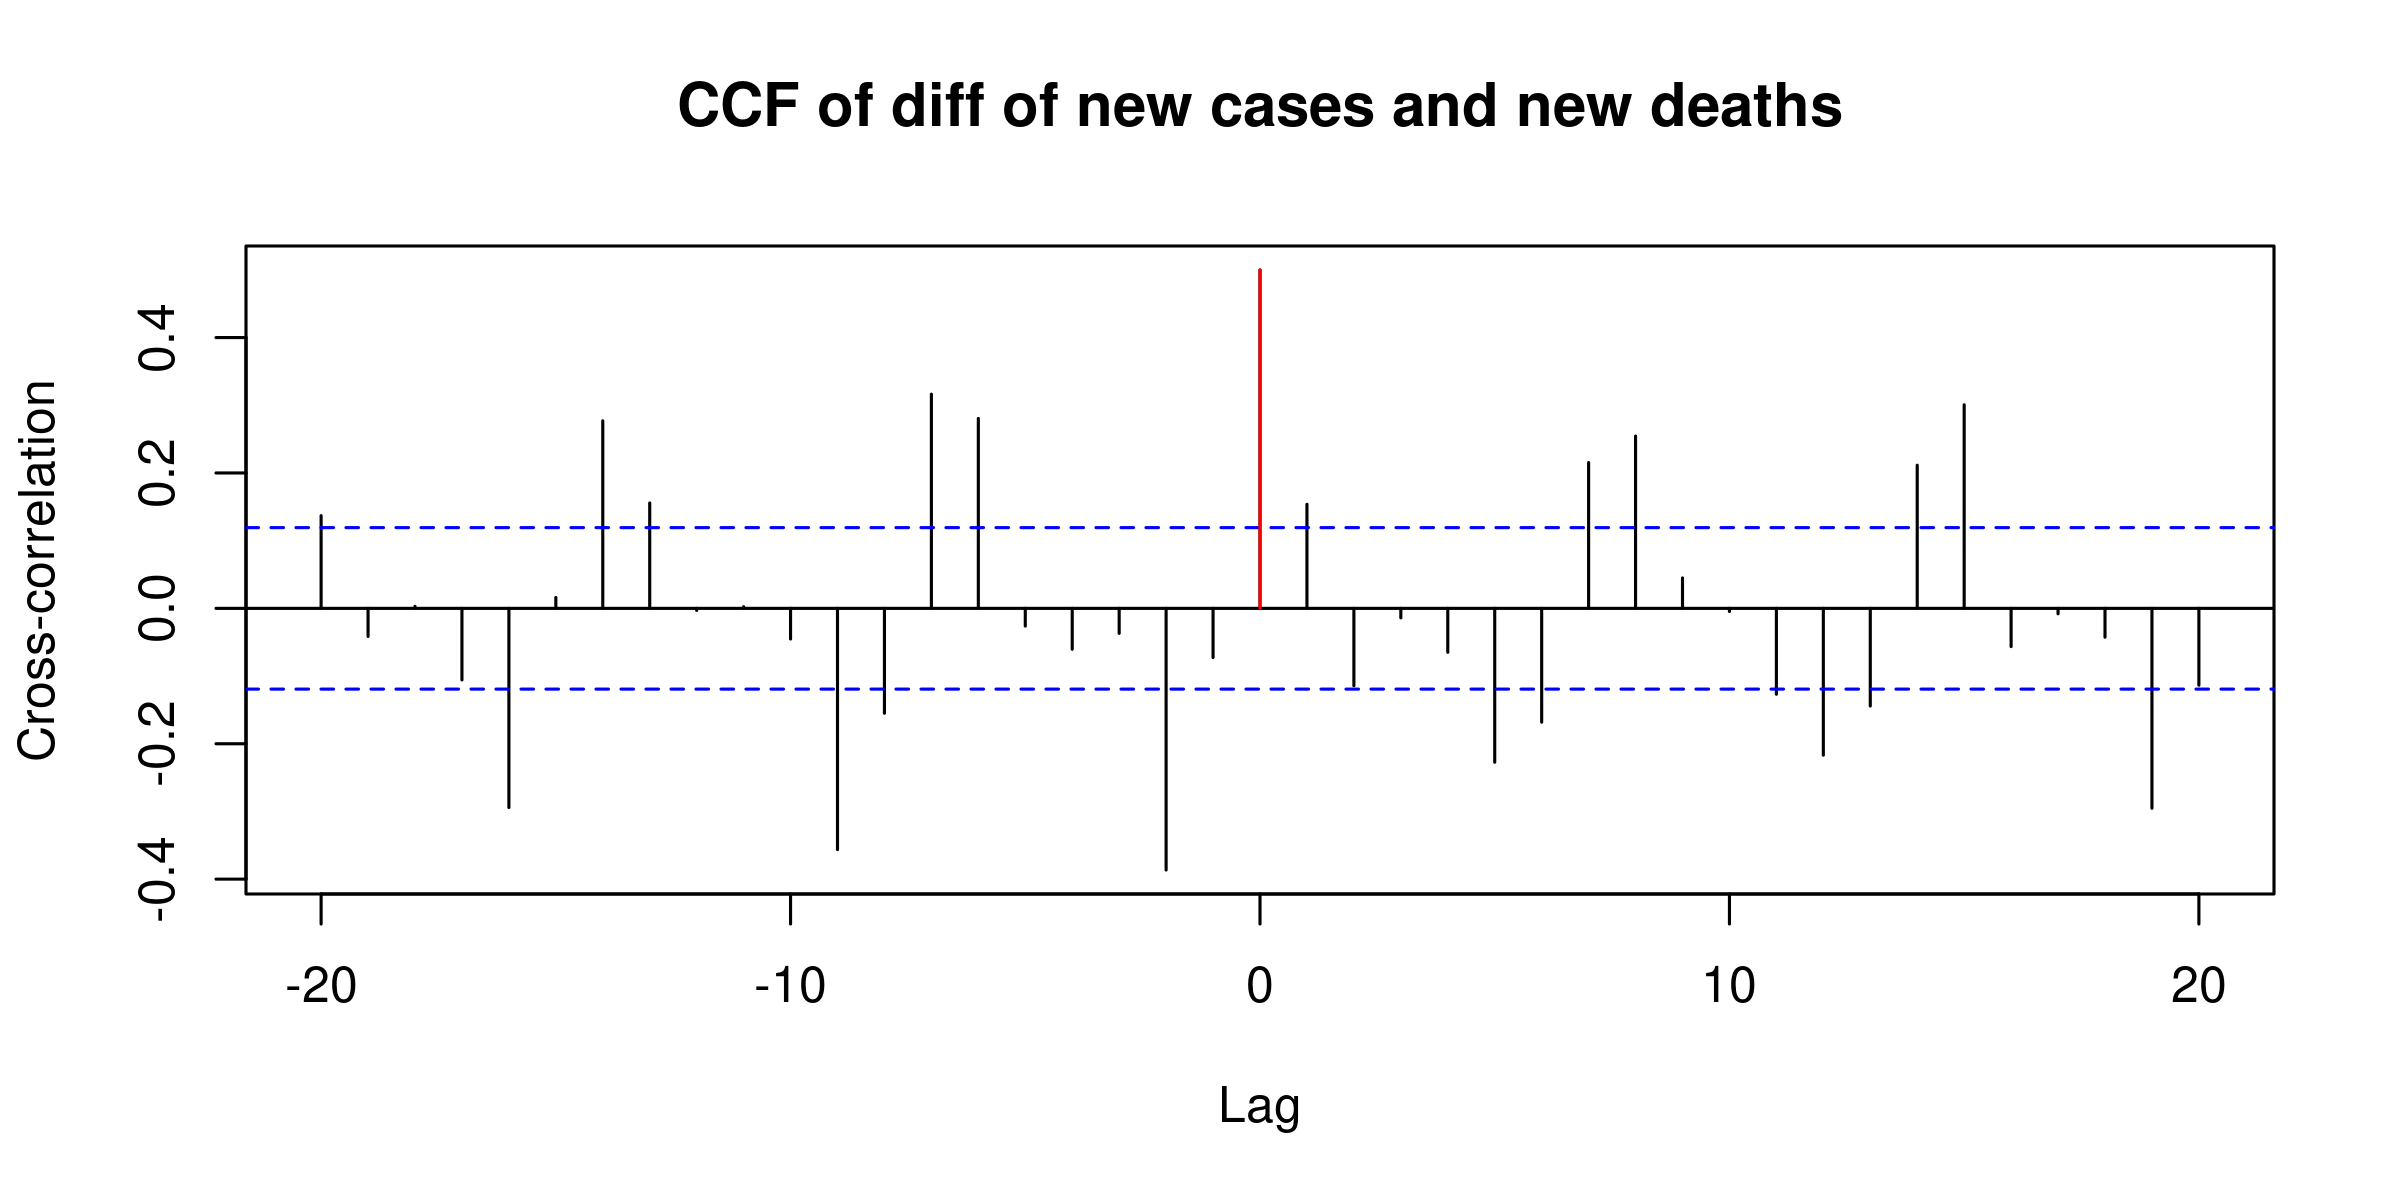 CCF of diff of new cases and new deaths
Cross-correlation
0.4
0.2
0.0
-0.2
-0.4
-20 -10 0 10 20
Lag